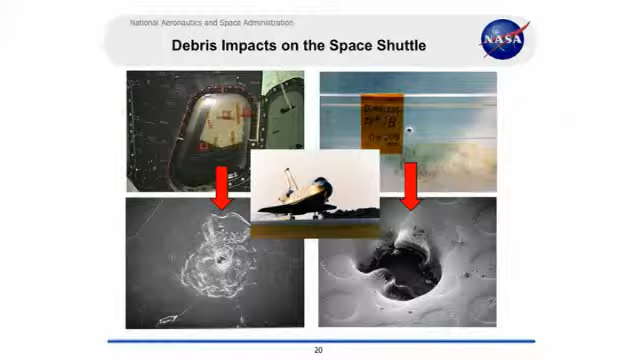 National Aeronautics and Space Administration
NASA
Debris Impacts on the Space Shuttle
20